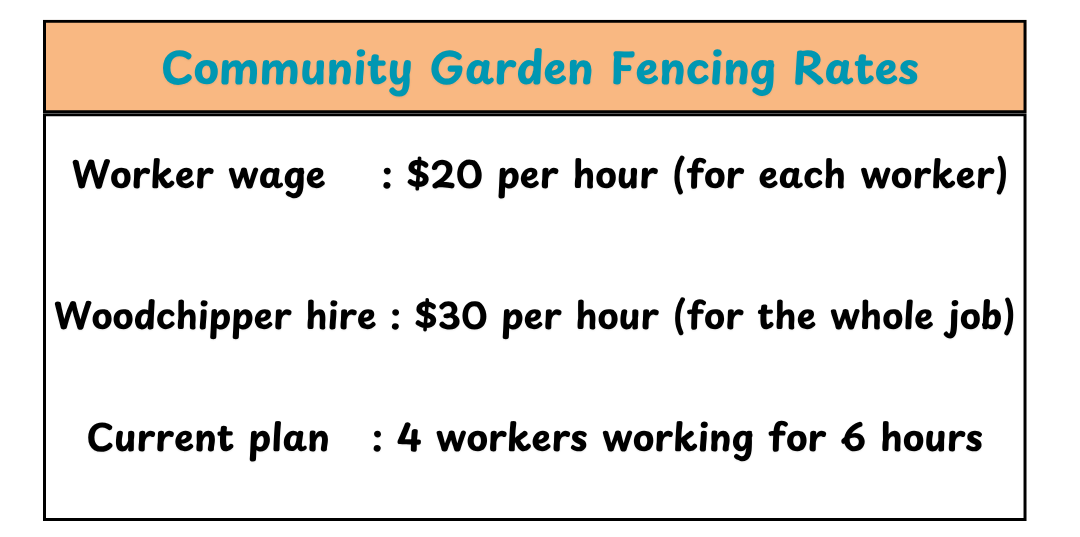 Community Garden Fencing Rates
Worker wage : $20 per hour (for each worker)
Woodchipper hire : $30 per hour (for the whole job)
Current plan : 4 workers working for 6 hours